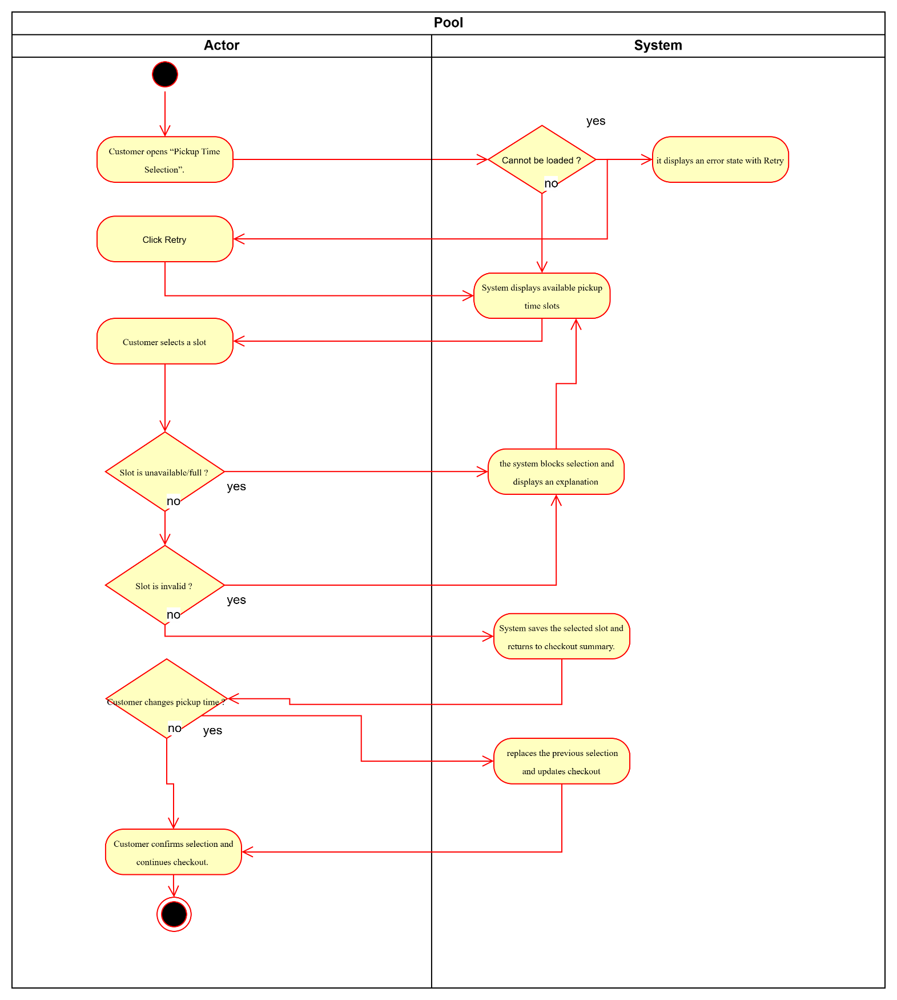 Pool
Actor
System
yes
Customer opens “Pickup Time
Selection”.
Cannot be loaded ?
it displays an error state with Retry
no
Click Retry
System displays available pickup
time slots
Customer selects a slot
the system blocks selection and
displays an explanation
Slot is unavailable/full ?
yes
no
Slot is invalid ?
yes
no
System saves the selected slot and
returns to checkout summary.
Customer changes pickup time ?
no
yes
replaces the previous selection
and updates checkout
Customer confirms selection and
continues checkout.